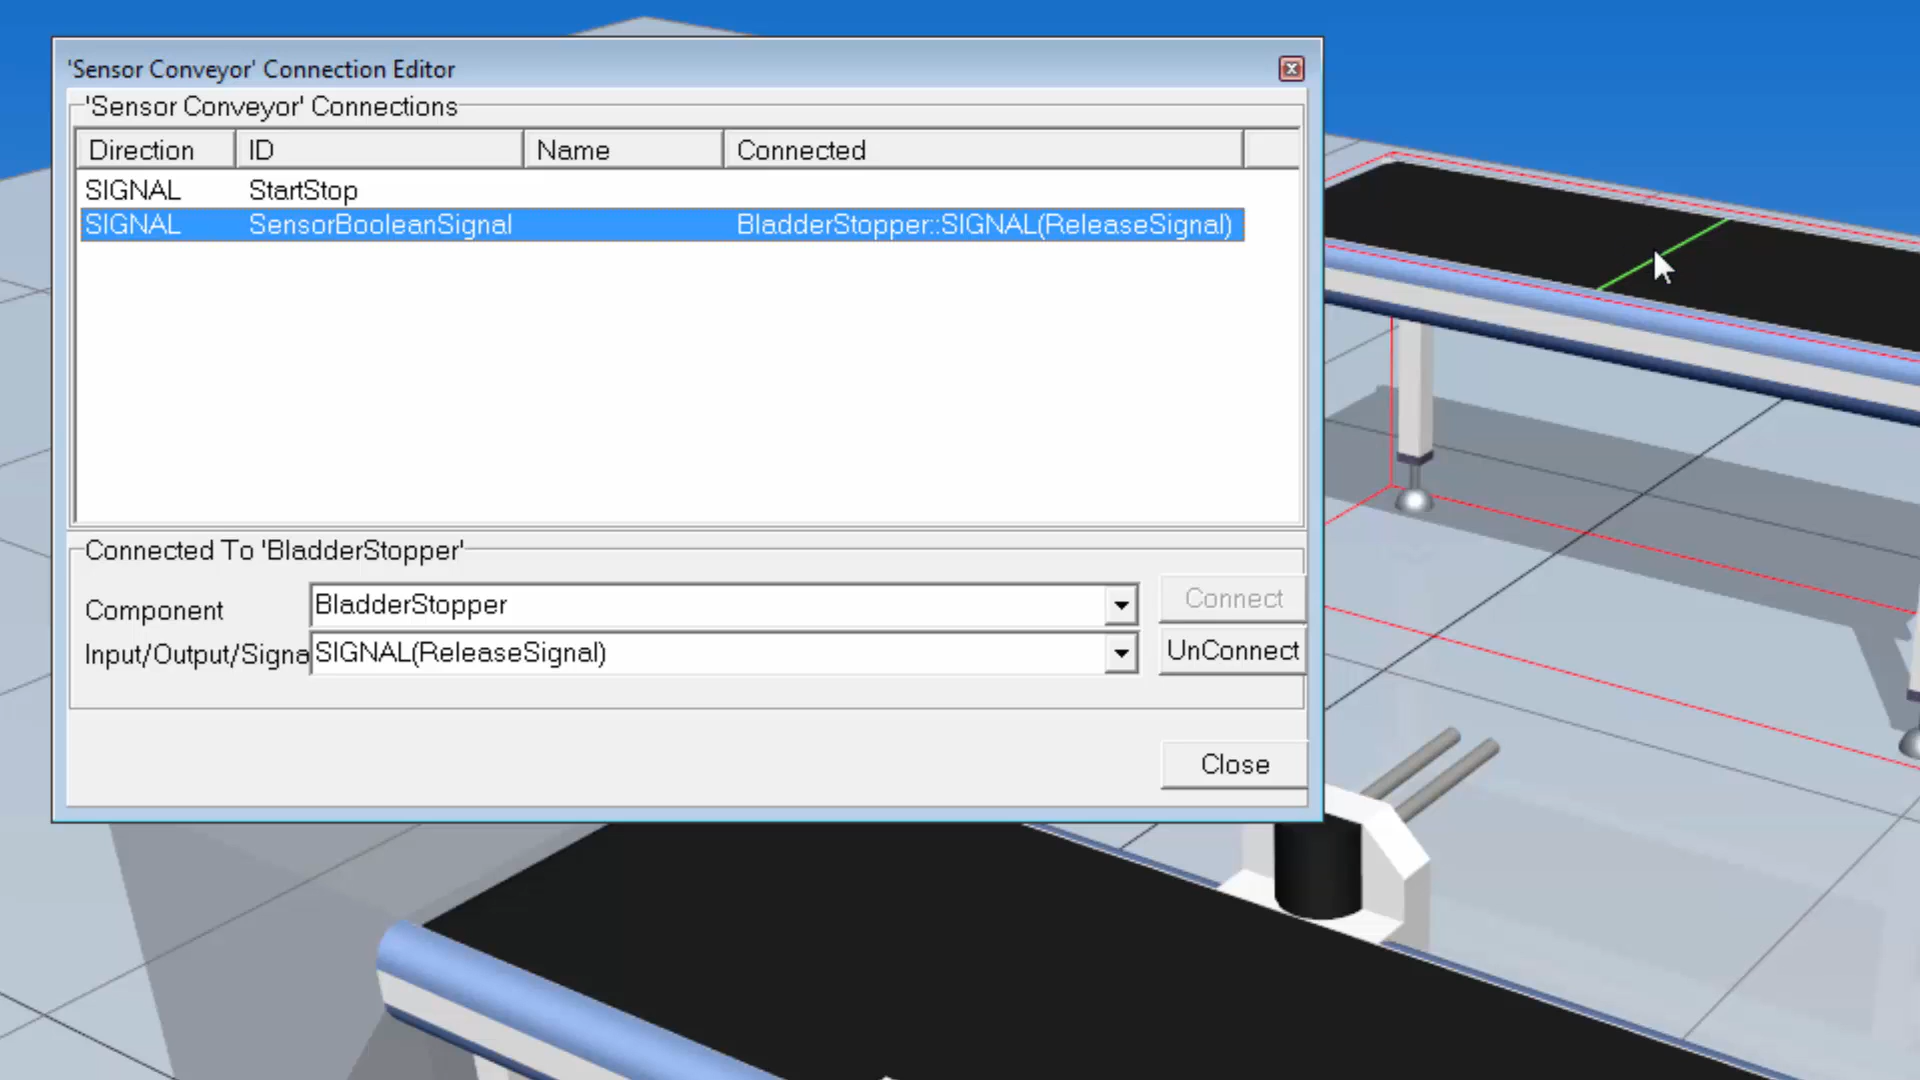 'Sensor Conveyor' Connection Editor
'Sensor Conveyor' Connections
Direction ID Name Connected
SIGNAL StartStop
SIGNAL SensorBooleanSignal BladderStopper::SIGNAL(ReleaseSignal)
Connected To 'BladderStopper'
Component BladderStopper Connect
Input/Output/Signa SIGNAL(ReleaseSignal) UnConnect
Close